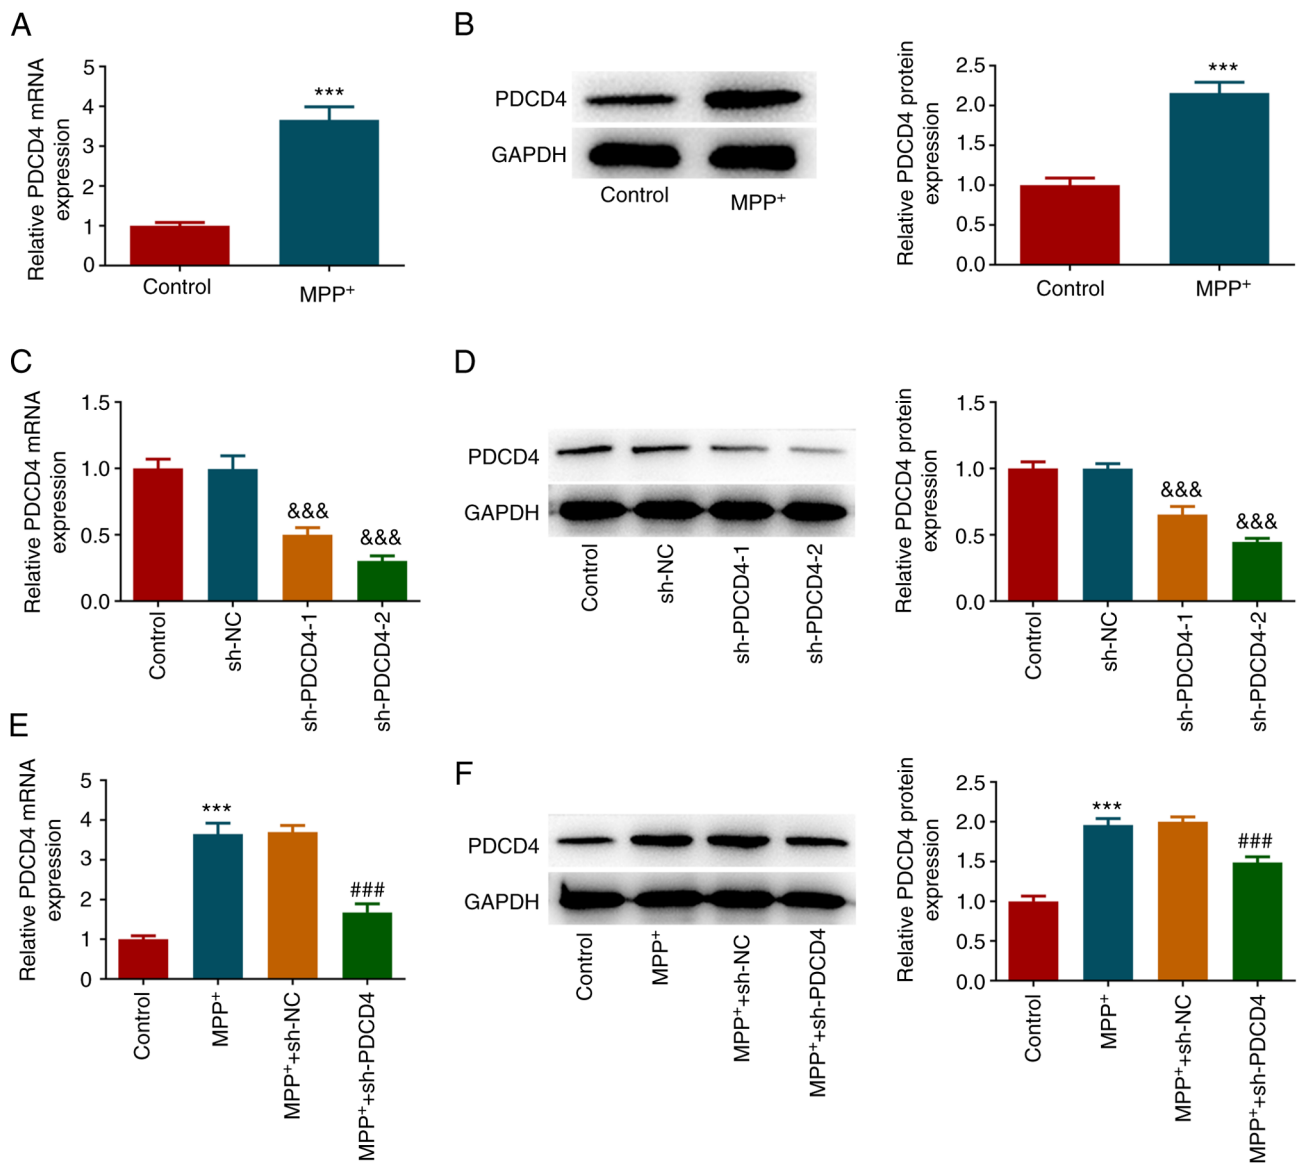 A
Relative PDCD4 mRNA
expression
5
4
3
2
1
0
***
Control
MPP⁺
B
PDCD4
GAPDH
Control
MPP⁺
Relative PDCD4 protein
expression
2.5
2.0
1.5
1.0
0.5
0.0
***
Control
MPP⁺
C
Relative PDCD4 mRNA
expression
1.5
1.0
0.5
0.0
&&&
&&&
Control
sh-NC
sh-PDCD4-1
sh-PDCD4-2
D
PDCD4
GAPDH
Control
sh-NC
sh-PDCD4-1
sh-PDCD4-2
Relative PDCD4 protein
expression
1.5
1.0
0.5
0.0
&&&
&&&
Control
sh-NC
sh-PDCD4-1
sh-PDCD4-2
E
Relative PDCD4 mRNA
expression
5
4
3
2
1
0
***
###
Control
MPP⁺
MPP⁺+sh-NC
MPP⁺+sh-PDCD4
F
PDCD4
GAPDH
Control
MPP⁺
MPP⁺+sh-NC
MPP⁺+sh-PDCD4
Relative PDCD4 protein
expression
2.5
2.0
1.5
1.0
0.5
0.0
***
###
Control
MPP⁺
MPP⁺+sh-NC
MPP⁺+sh-PDCD4